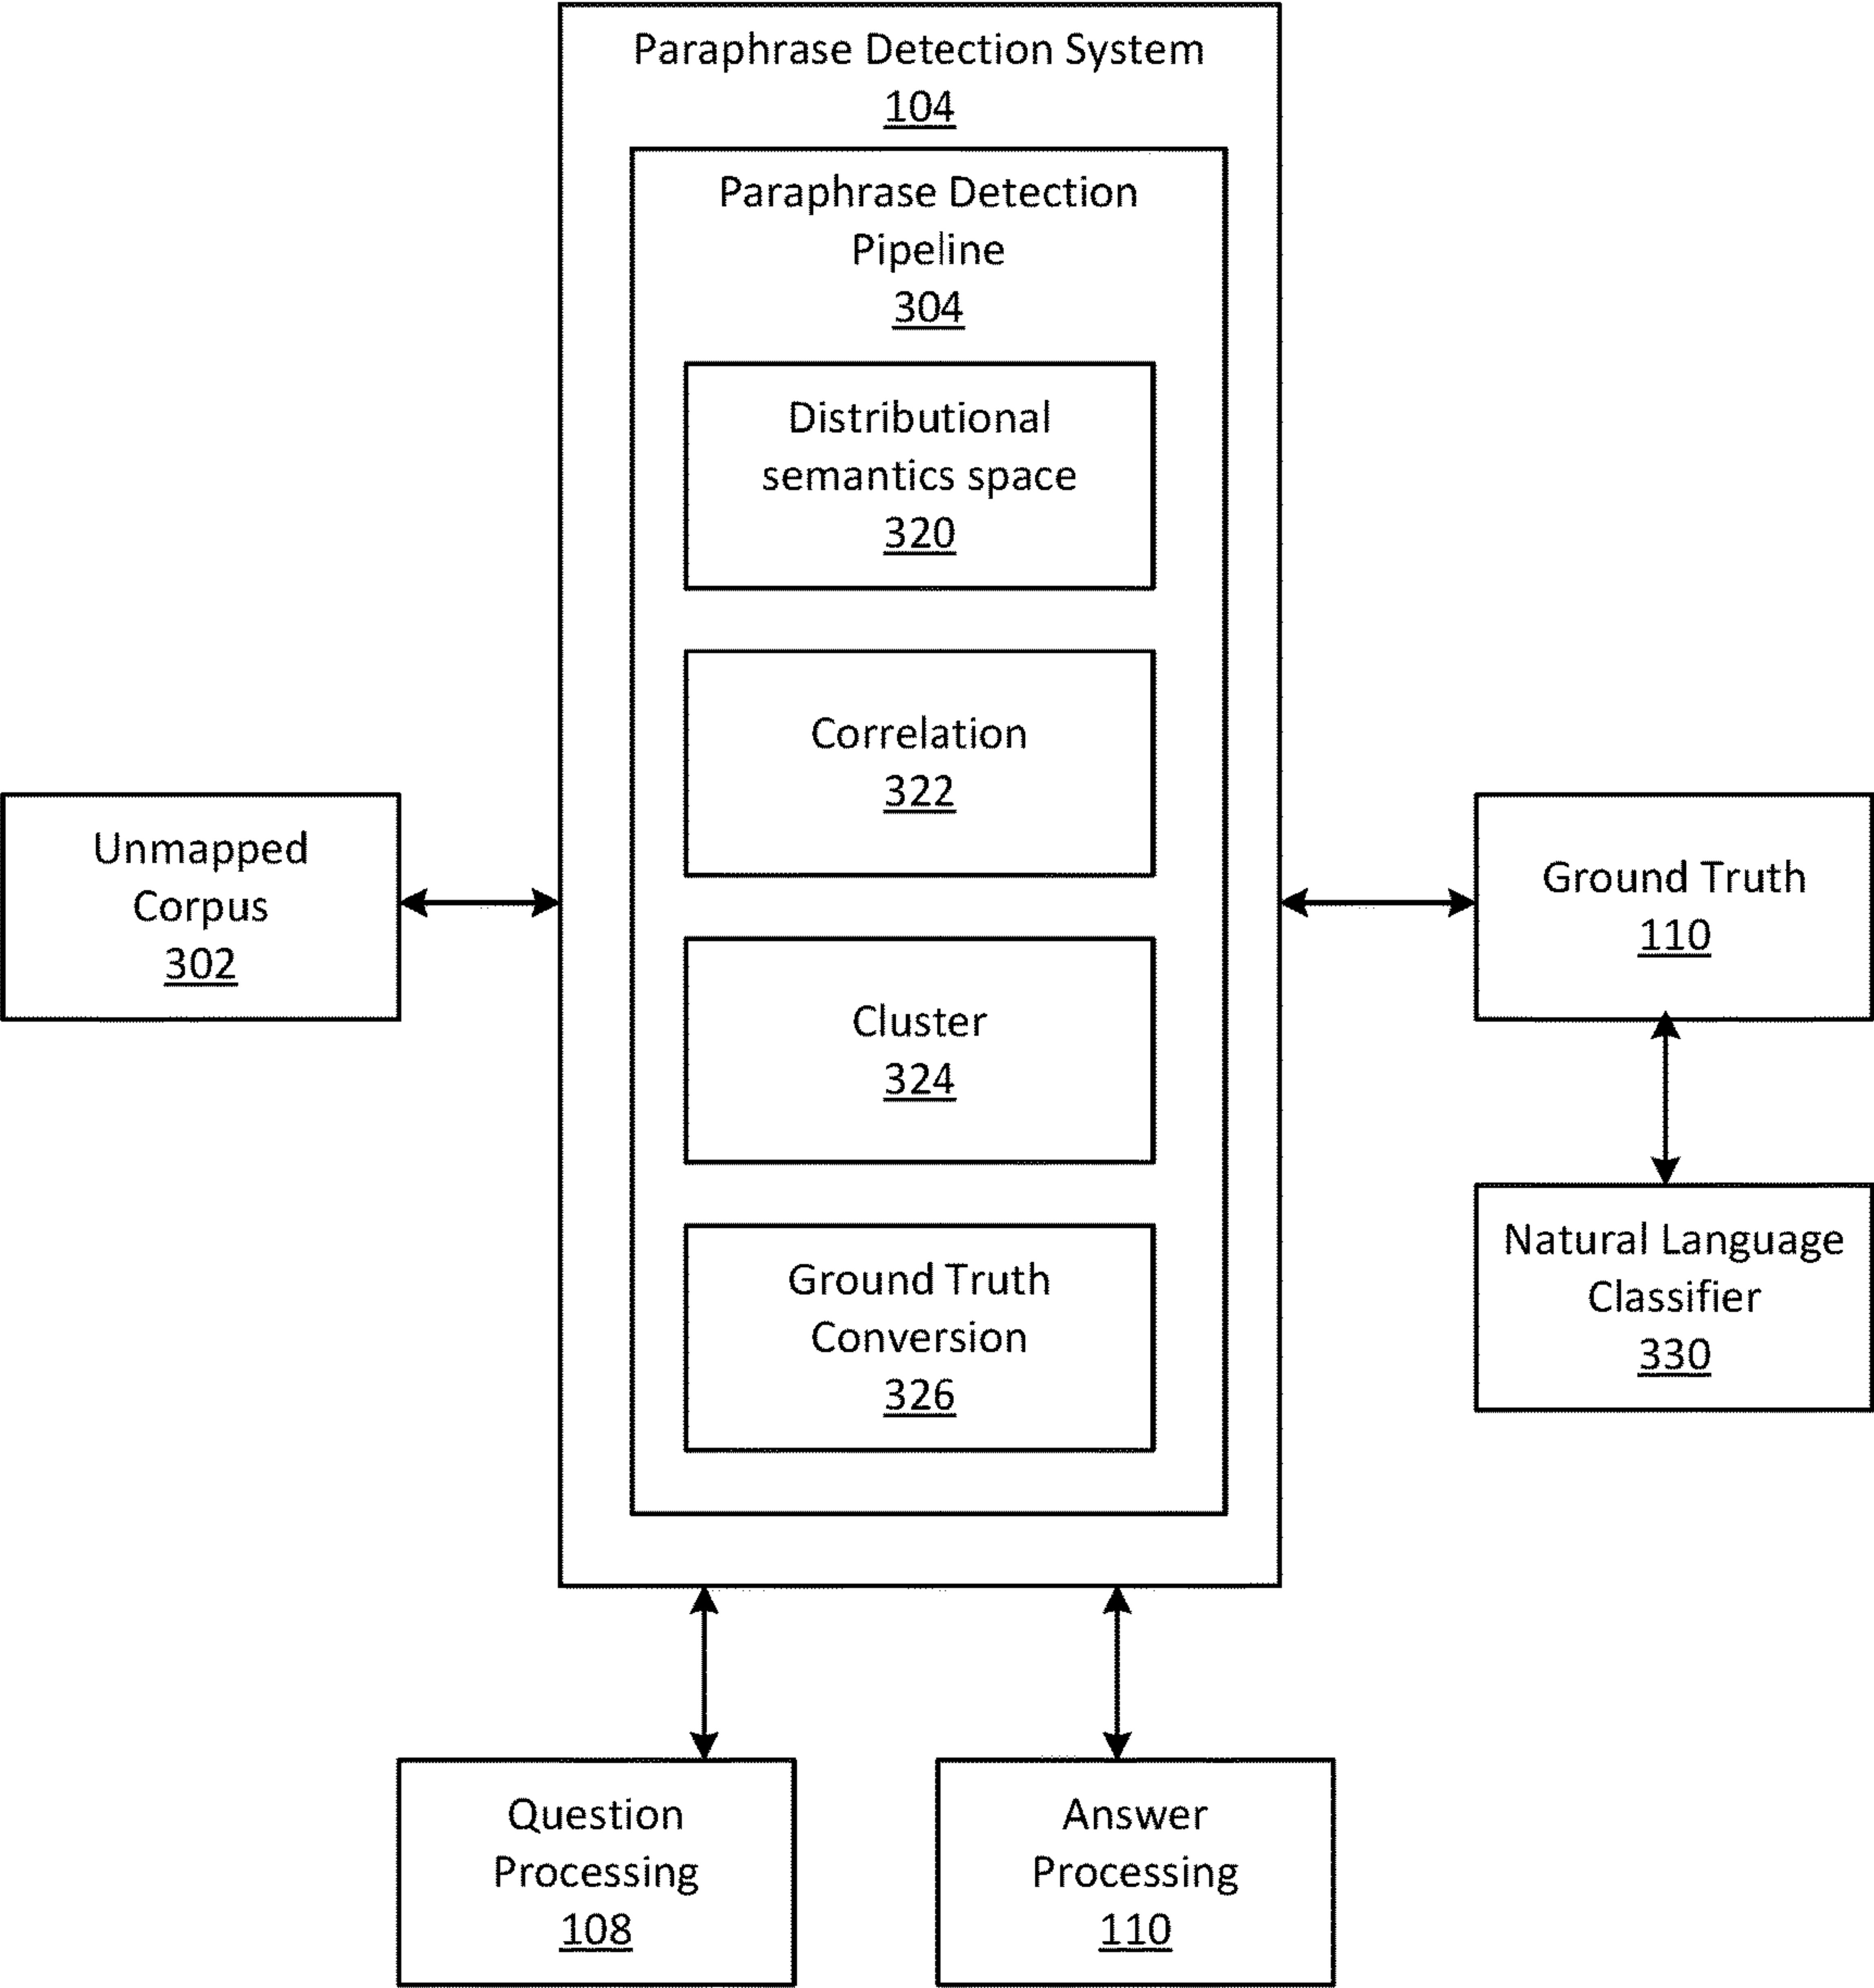 Paraphrase Detection System
104
Paraphrase Detection
Pipeline
304
Distributional
semantics space
320
Correlation
322
Cluster
324
Ground Truth
Conversion
326
Unmapped
Corpus
302
Ground Truth
110
Natural Language
Classifier
330
Question
Processing
108
Answer
Processing
110